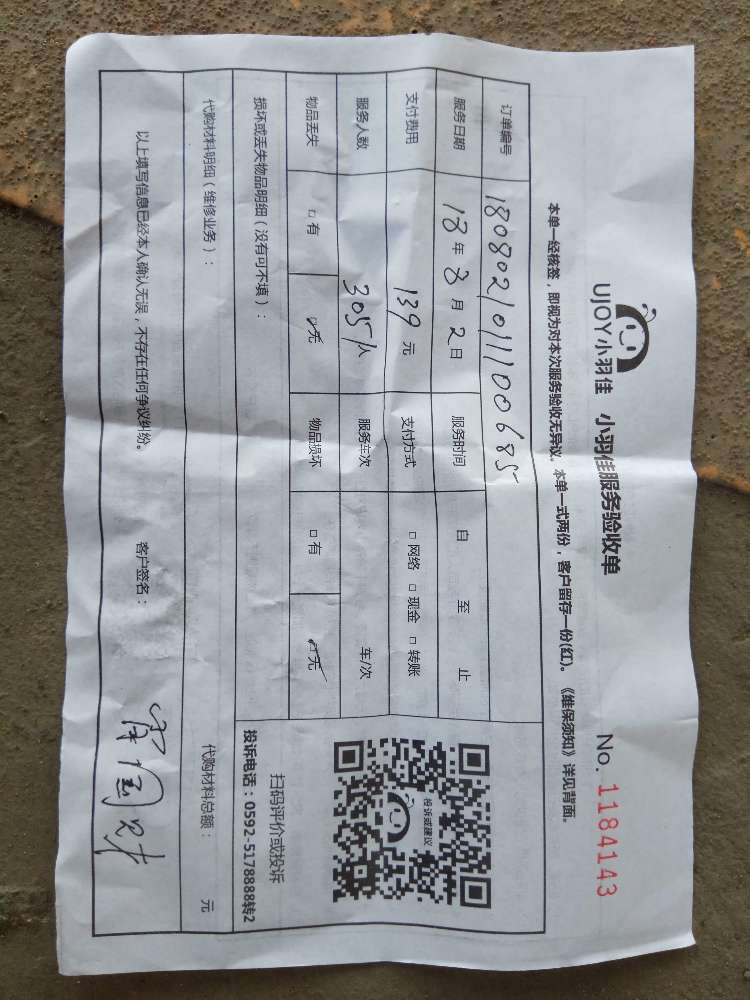 UJOY小羽佳 小羽佳服务验收单 No. 1184143
本单一经核签，即视为对本次服务验收无异议。本单一式两份，客户留存一份(红)。《维保须知》详见背面。
订单编号 1808021011100685
服务日期 18年 8月 2日 服务时间 自 至 止
支付费用 139元 支付方式 □ 网络 □ 现金 □ 转账
服务人数 服务车次 车/次
物品丢失 □ 有 ☑ 无 物品损坏 □ 有 ☑ 无
损坏或丢失物品明细（没有可不填）：
投诉或建议
扫码评价或投诉
投诉电话：0592-5178888转2
代购材料明细（维修业务）： 代购材料总额： 元
以上填写信息已经本人确认无误，不存在任何争议纠纷。 客户签名：